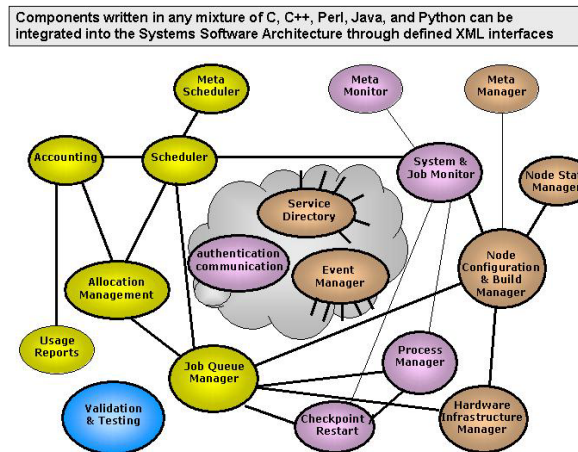 Components written in any mixture of C, C++, Perl, Java, and Python can be
integrated into the Systems Software Architecture through defined XML interfaces
Meta
Scheduler
Meta
Monitor
Meta
Manager
Accounting
Scheduler
System &
Job Monitor
Node Stat
Manager
Service
Directory
authentication
communication
Event
Manager
Node
Configuration
& Build
Manager
Allocation
Management
Usage
Reports
Job Queue
Manager
Process
Manager
Validation
& Testing
Checkpoint /
Restart
Hardware
Infrastructure
Manager